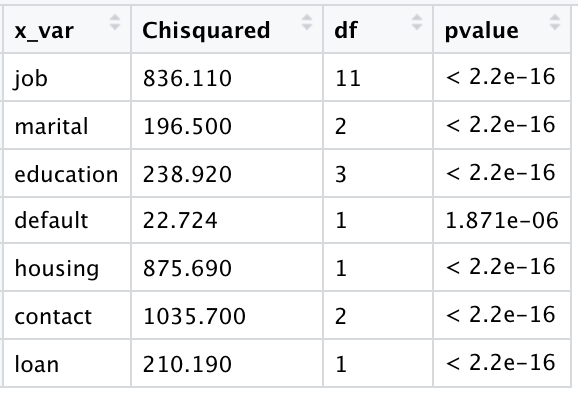 x_var Chisquared df pvalue
job 836.110 11 < 2.2e-16
marital 196.500 2 < 2.2e-16
education 238.920 3 < 2.2e-16
default 22.724 1 1.871e-06
housing 875.690 1 < 2.2e-16
contact 1035.700 2 < 2.2e-16
loan 210.190 1 < 2.2e-16